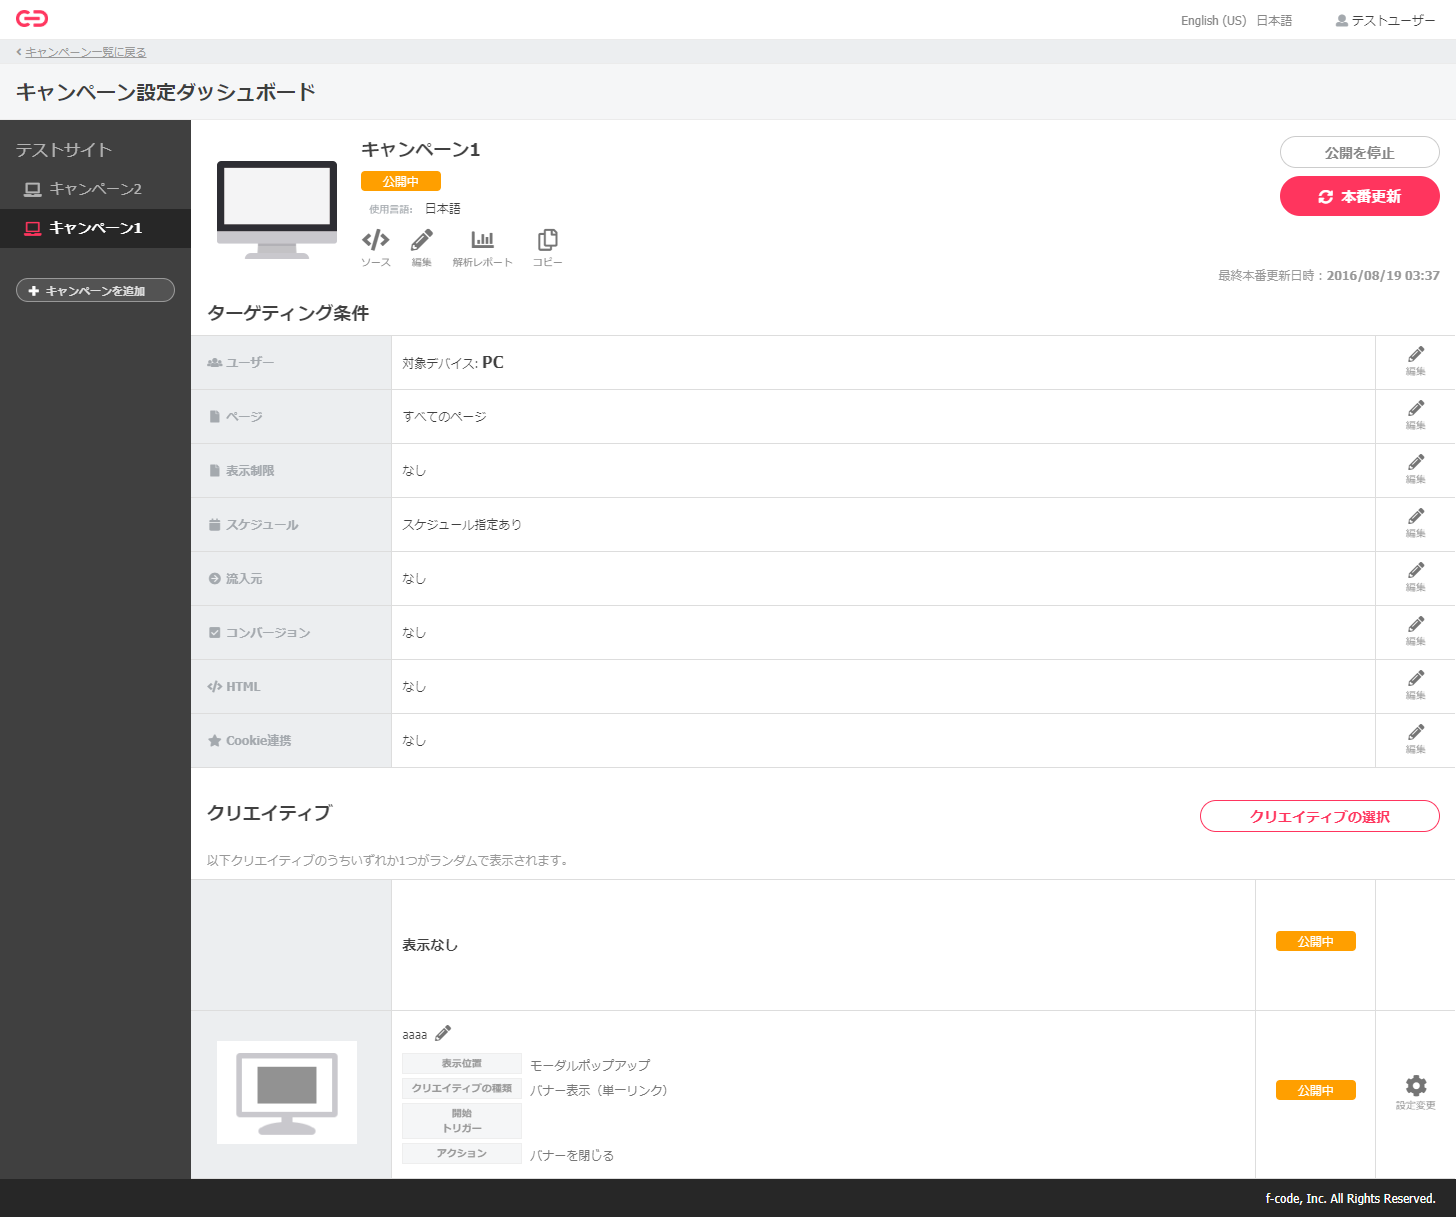 English (US) 日本語 テストユーザー
キャンペーン一覧に戻る
キャンペーン設定ダッシュボード
テストサイト
キャンペーン2
キャンペーン1
キャンペーンを追加
キャンペーン1
公開中
使用言語: 日本語
ソース 編集 解析レポート コピー
公開を停止
本番更新
最終本番更新日時：2016/08/19 03:37
ターゲティング条件
ユーザー 対象デバイス: PC 編集
ページ すべてのページ 編集
表示制限 なし 編集
スケジュール スケジュール指定あり 編集
流入元 なし 編集
コンバージョン なし 編集
HTML なし 編集
Cookie連携 なし 編集
クリエイティブ クリエイティブの選択
以下クリエイティブのうちいずれか1つがランダムで表示されます。
表示なし 公開中
aaaa
表示位置 モーダルポップアップ
クリエイティブの種類 バナー表示（単一リンク）
開始
トリガー
アクション バナーを閉じる
公開中
設定変更
f-code, Inc. All Rights Reserved.